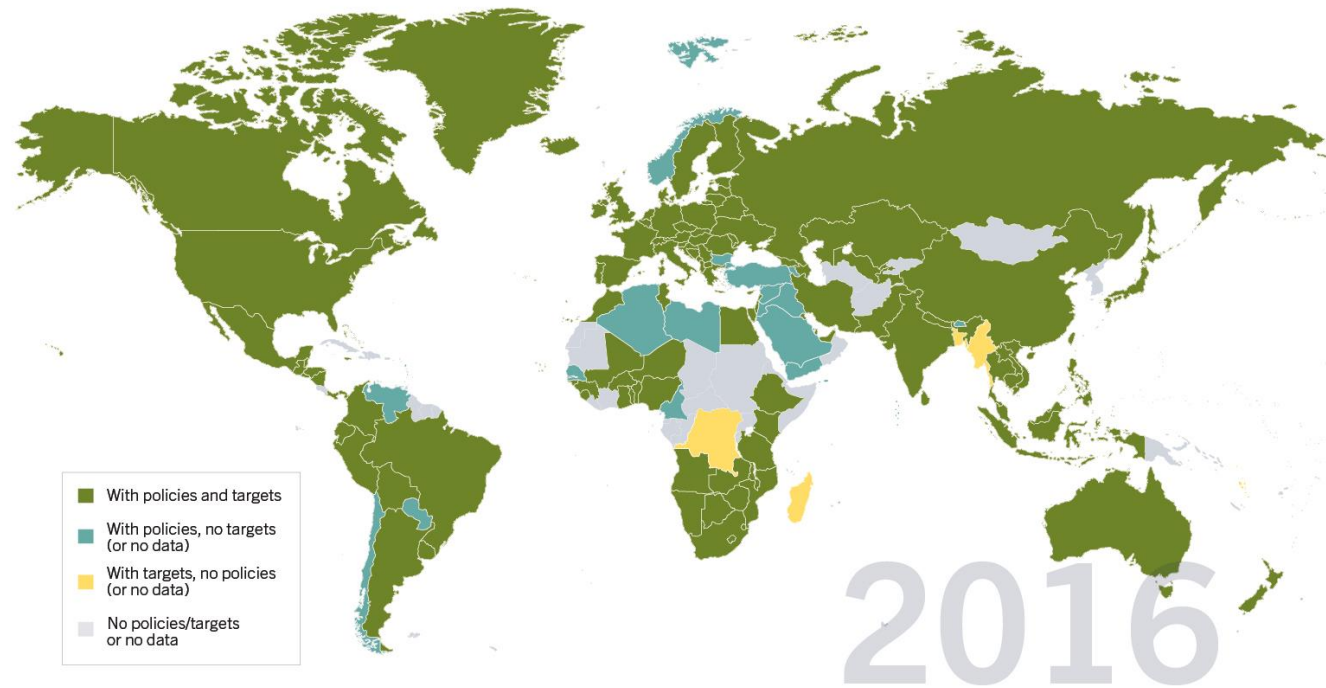 With policies and targets
With policies, no targets
(or no data)
With targets, no policies
(or no data)
No policies/targets
or no data
2016